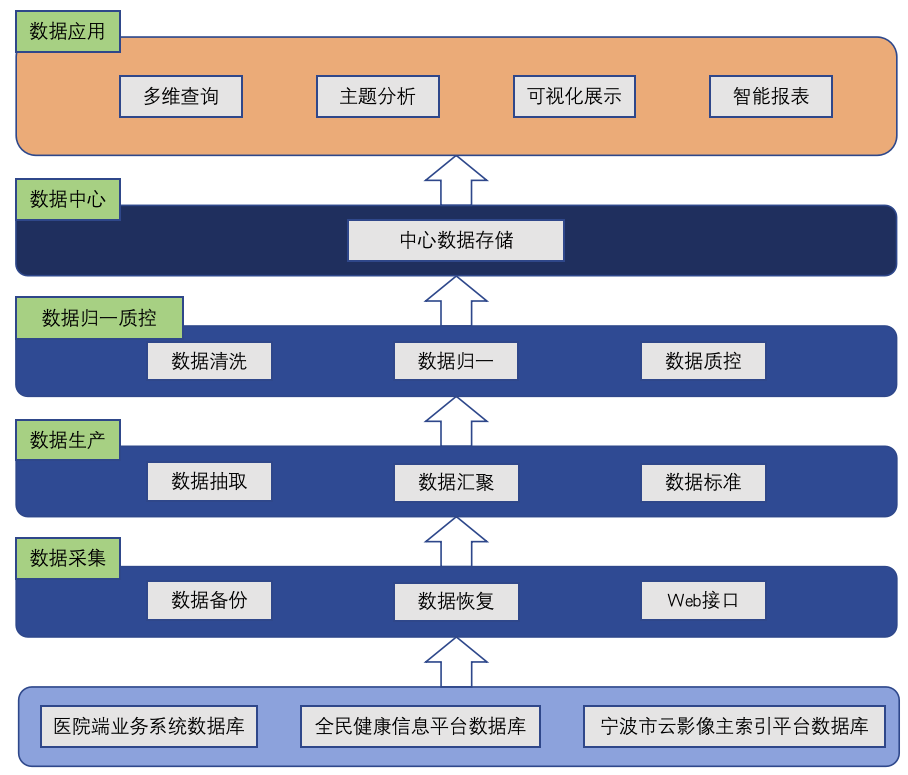 数据应用
多维查询
主题分析
可视化展示
智能报表
数据中心
中心数据存储
数据归一质控
数据清洗
数据归一
数据质控
数据生产
数据抽取
数据汇聚
数据标准
数据采集
数据备份
数据恢复
Web接口
医院端业务系统数据库
全民健康信息平台数据库
宁波市云影像主索引平台数据库